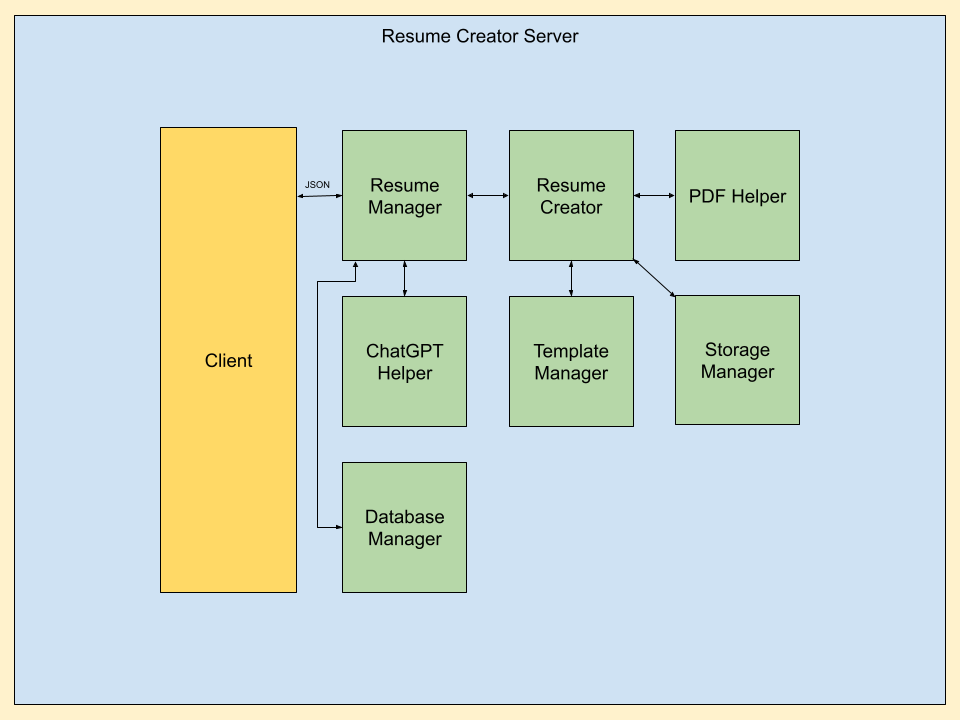 Resume Creator Server
Client
JSON
Resume
Manager
Resume
Creator
PDF Helper
ChatGPT
Helper
Template
Manager
Storage
Manager
Database
Manager